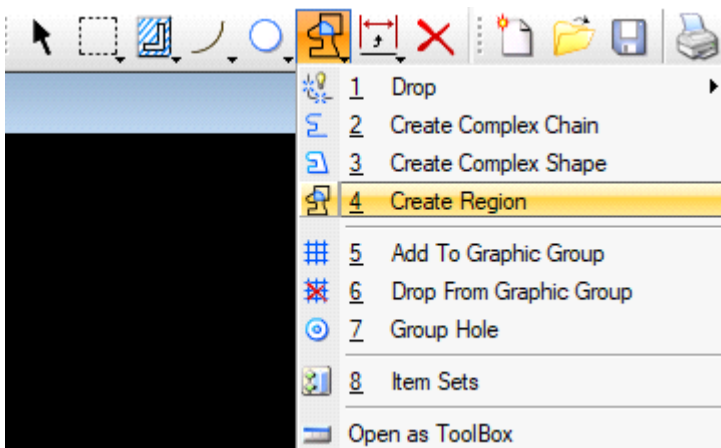 1 Drop
2 Create Complex Chain
3 Create Complex Shape
4 Create Region
5 Add To Graphic Group
6 Drop From Graphic Group
7 Group Hole
8 Item Sets
Open as ToolBox